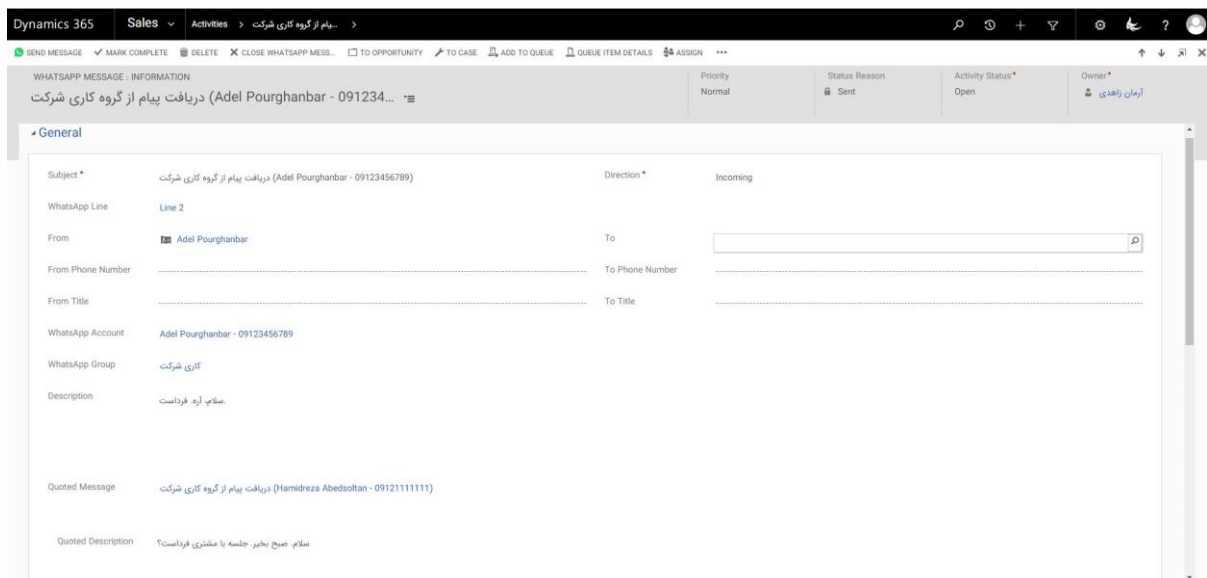 Dynamics 365 Sales Activities > ...یام از گروه کاری شرکت >
SEND MESSAGE MARK COMPLETE DELETE CLOSE WHATSAPP MESS... TO OPPORTUNITY TO CASE ADD TO QUEUE QUEUE ITEM DETAILS ASSIGN ...
WHATSAPP MESSAGE : INFORMATION
دریافت پیام از گروه کاری شرکت (Adel Pourghanbar - 091234...
Priority Status Reason Activity Status* Owner*
Normal Sent Open آرمان زاهدی
General
Subject * دریافت پیام از گروه کاری شرکت (Adel Pourghanbar - 09123456789) Direction * Incoming
WhatsApp Line Line 2
From Adel Pourghanbar To
From Phone Number To Phone Number
From Title To Title
WhatsApp Account Adel Pourghanbar - 09123456789
WhatsApp Group کاری شرکت
Description سلام، آره. فرداست.
Quoted Message دریافت پیام از گروه کاری شرکت (Hamidreza Abedsoltan - 09121111111)
Quoted Description سلام. صبح بخیر. جلسه با مشتری فرداست؟